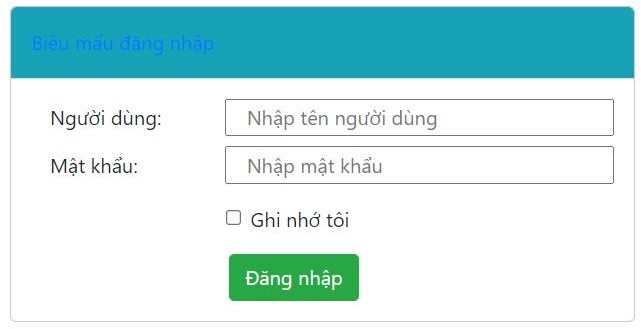 Biểu mẫu đăng nhập
Người dùng: Nhập tên người dùng
Mật khẩu: Nhập mật khẩu
Ghi nhớ tôi
Đăng nhập